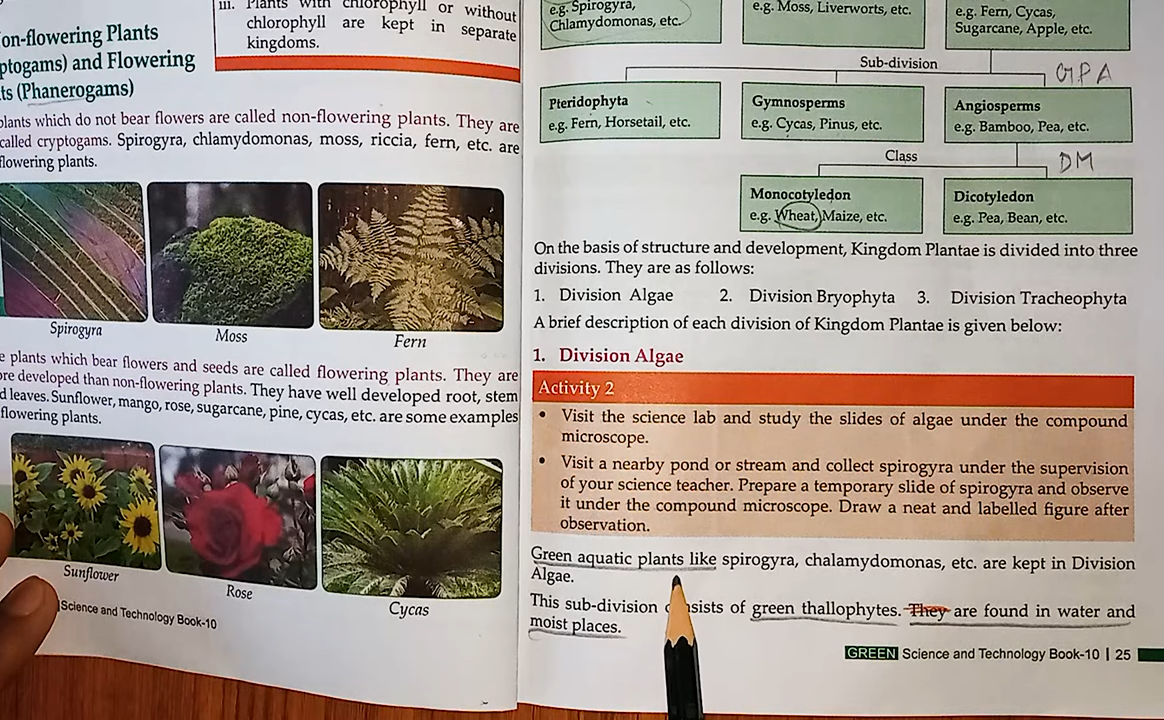 iii. Plants with chlorophyll or without
chlorophyll are kept in separate
kingdoms.
on-flowering Plants
ptogams) and Flowering
ts (Phanerogams)
plants which do not bear flowers are called non-flowering plants. They are
called cryptogams. Spirogyra, chlamydomonas, moss, riccia, fern, etc. are
flowering plants.
Spirogyra
Moss
Fern
e plants which bear flowers and seeds are called flowering plants. They are
ore developed than non-flowering plants. They have well developed root, stem
d leaves. Sunflower, mango, rose, sugarcane, pine, cycas, etc. are some examples
flowering plants.
Sunflower
Rose
Cycas
Science and Technology Book-10
e.g. Spirogyra,
Chlamydomonas, etc.
e.g. Moss, Liverworts, etc.
e.g. Fern, Cycas,
Sugarcane, Apple, etc.
Sub-division
GPA
Pteridophyta
e.g. Fern, Horsetail, etc.
Gymnosperms
e.g. Cycas, Pinus, etc.
Angiosperms
e.g. Bamboo, Pea, etc.
Class
DM
Monocotyledon
e.g. Wheat, Maize, etc.
Dicotyledon
e.g. Pea, Bean, etc.
On the basis of structure and development, Kingdom Plantae is divided into three
divisions. They are as follows:
1. Division Algae 2. Division Bryophyta 3. Division Tracheophyta
A brief description of each division of Kingdom Plantae is given below:
1. Division Algae
Activity 2
• Visit the science lab and study the slides of algae under the compound
microscope.
• Visit a nearby pond or stream and collect spirogyra under the supervision
of your science teacher. Prepare a temporary slide of spirogyra and observe
it under the compound microscope. Draw a neat and labelled figure after
observation.
Green aquatic plants like spirogyra, chalamydomonas, etc. are kept in Division
Algae.
This sub-division nsists of green thallophytes. They are found in water and
moist places.
GREEN Science and Technology Book-10 | 25